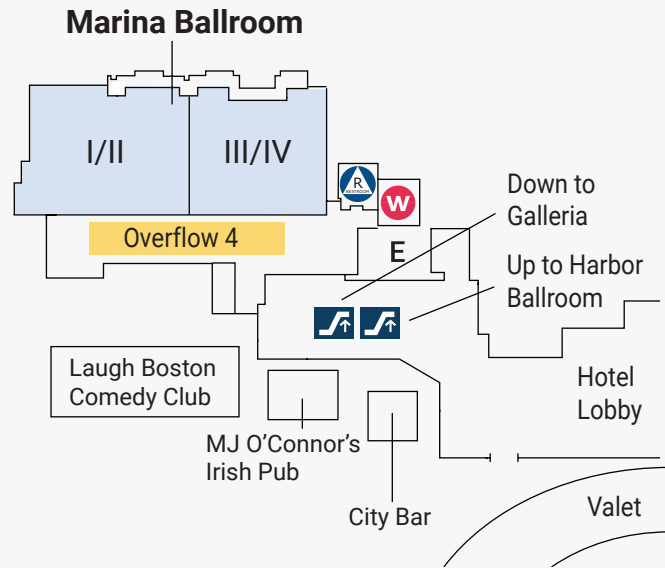 Marina Ballroom
I/II
III/IV
R
RESTROOM
W
Overflow 4
E
Down to
Galleria
Up to Harbor
Ballroom
Laugh Boston
Comedy Club
MJ O’Connor’s
Irish Pub
City Bar
Hotel
Lobby
Valet